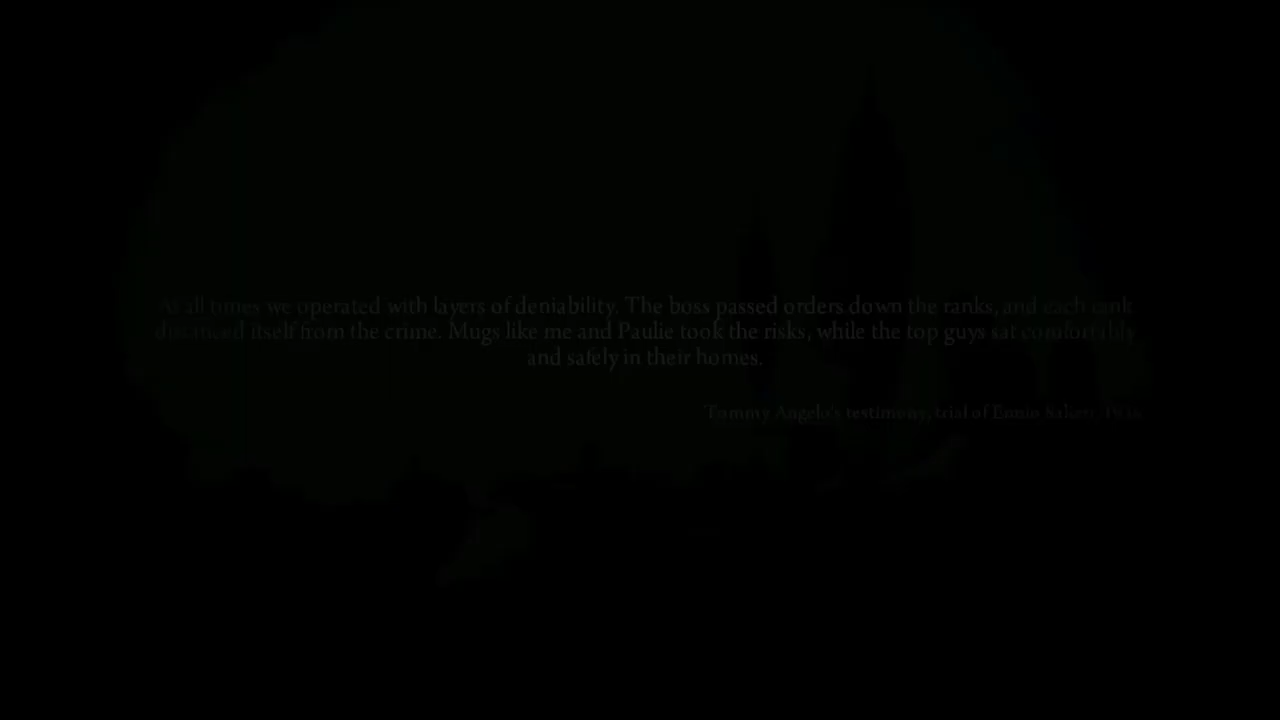 At all times we operated with layers of deniability. The boss passed orders down the ranks, and each rank
distanced itself from the crime. Mugs like me and Paulie took the risks, while the top guys sat comfortably
and safely in their homes.
Tommy Angelo's testimony, trial of Ennio Salieri,